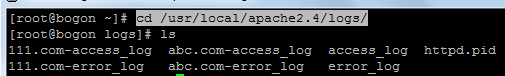 [root@bogon ~]# cd /usr/local/apache2.4/logs/
[root@bogon logs]# ls
111.com-access_log  abc.com-access_log  access_log  httpd.pid
111.com-error_log   abc.com-error_log   error_log